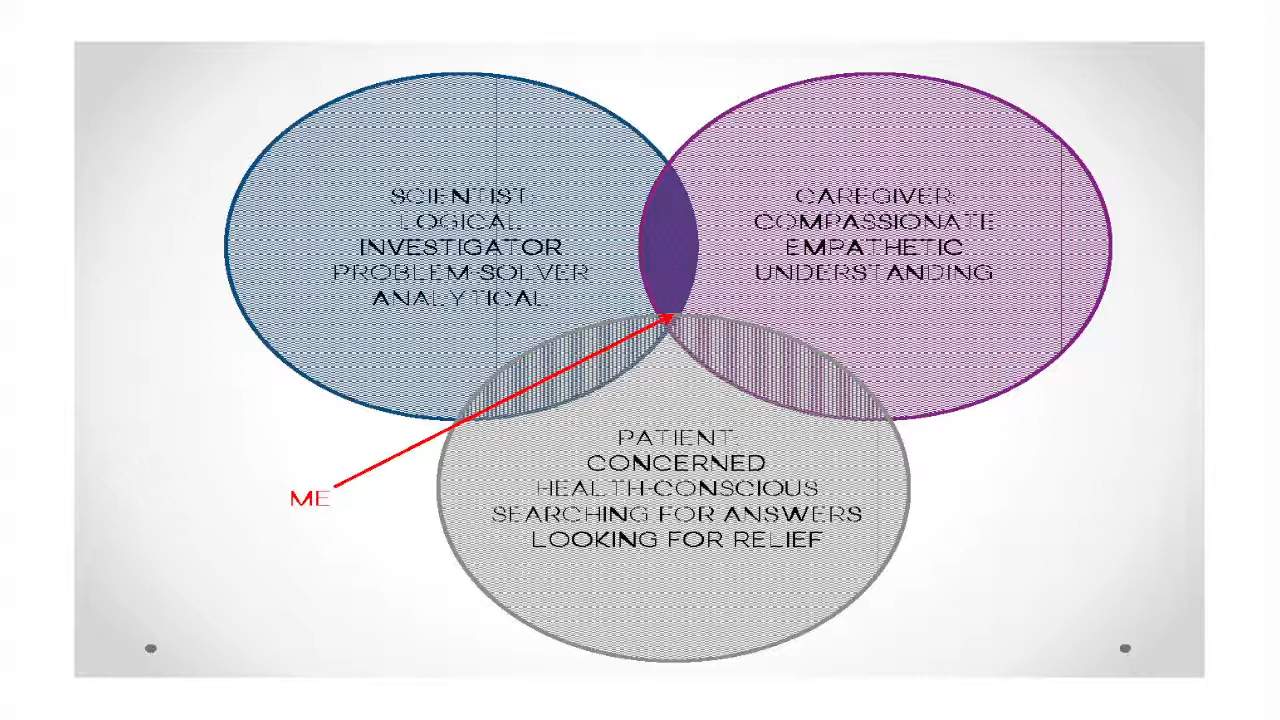 SCIENTIST:
LOGICAL
INVESTIGATOR
PROBLEM-SOLVER
ANALYTICAL
CAREGIVER:
COMPASSIONATE
EMPATHETIC
UNDERSTANDING
PATIENT:
CONCERNED
HEALTH-CONSCIOUS
SEARCHING FOR ANSWERS
LOOKING FOR RELIEF
ME